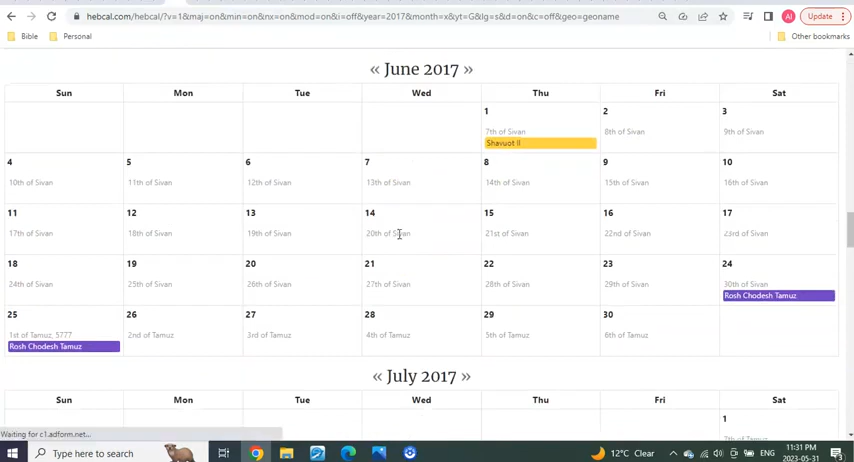 hebcal.com/hebcal/?v=1&maj=on&min=on&nx=on&mod=on&i=off&year=2017&month=x&yt=G&lg=s&d=on&c=off&geo=geoname
AI
Update
Bible
Personal
Other bookmarks
« June 2017 »
Sun Mon Tue Wed Thu Fri Sat
1 2 3
7th of Sivan 8th of Sivan 9th of Sivan
Shavuot II
4 5 6 7 8 9 10
10th of Sivan 11th of Sivan 12th of Sivan 13th of Sivan 14th of Sivan 15th of Sivan 16th of Sivan
11 12 13 14 15 16 17
17th of Sivan 18th of Sivan 19th of Sivan 20th of Sivan 21st of Sivan 22nd of Sivan 23rd of Sivan
18 19 20 21 22 23 24
24th of Sivan 25th of Sivan 26th of Sivan 27th of Sivan 28th of Sivan 29th of Sivan 30th of Sivan
Rosh Chodesh Tamuz
25 26 27 28 29 30
1st of Tamuz, 5777 2nd of Tamuz 3rd of Tamuz 4th of Tamuz 5th of Tamuz 6th of Tamuz
Rosh Chodesh Tamuz
« July 2017 »
Sun Mon Tue Wed Thu Fri Sat
1
7th of Tamuz
Waiting for c1.adform.net...
Type here to search
12°C Clear
ENG
11:31 PM
2023-05-31
3